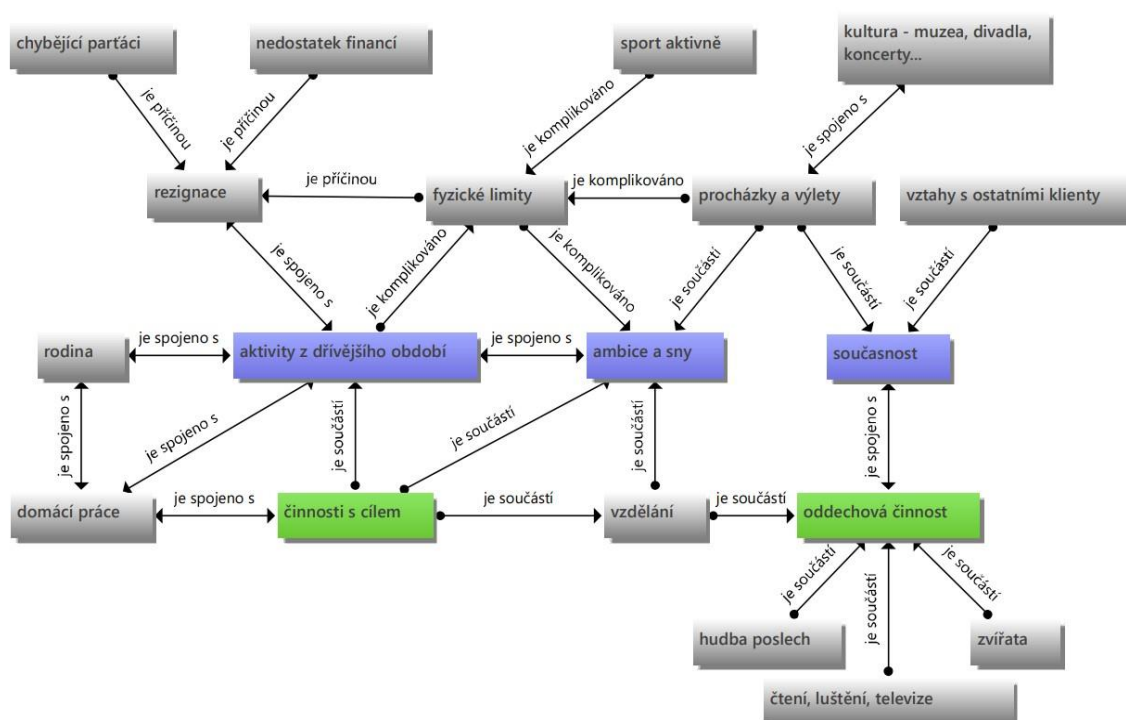 chybějící parťáci
nedostatek financí
sport aktivně
kultura - muzea, divadla,
koncerty...
je příčinou
je příčinou
je komplikováno
je spojeno s
rezignace
je příčinou
fyzické limity
je komplikováno
procházky a výlety
vztahy s ostatními klienty
je spojeno s
je komplikováno
je komplikováno
je součástí
je součástí
je součástí
rodina
je spojeno s
aktivity z dřívějšího období
je spojeno s
ambice a sny
současnost
je spojeno s
je spojeno s
je součástí
je součástí
je součástí
je spojeno s
domácí práce
je spojeno s
činnosti s cílem
je součástí
vzdělání
je součástí
oddechová činnost
je součástí
je součástí
je součástí
hudba poslech
zvířata
čtení, luštění, televize